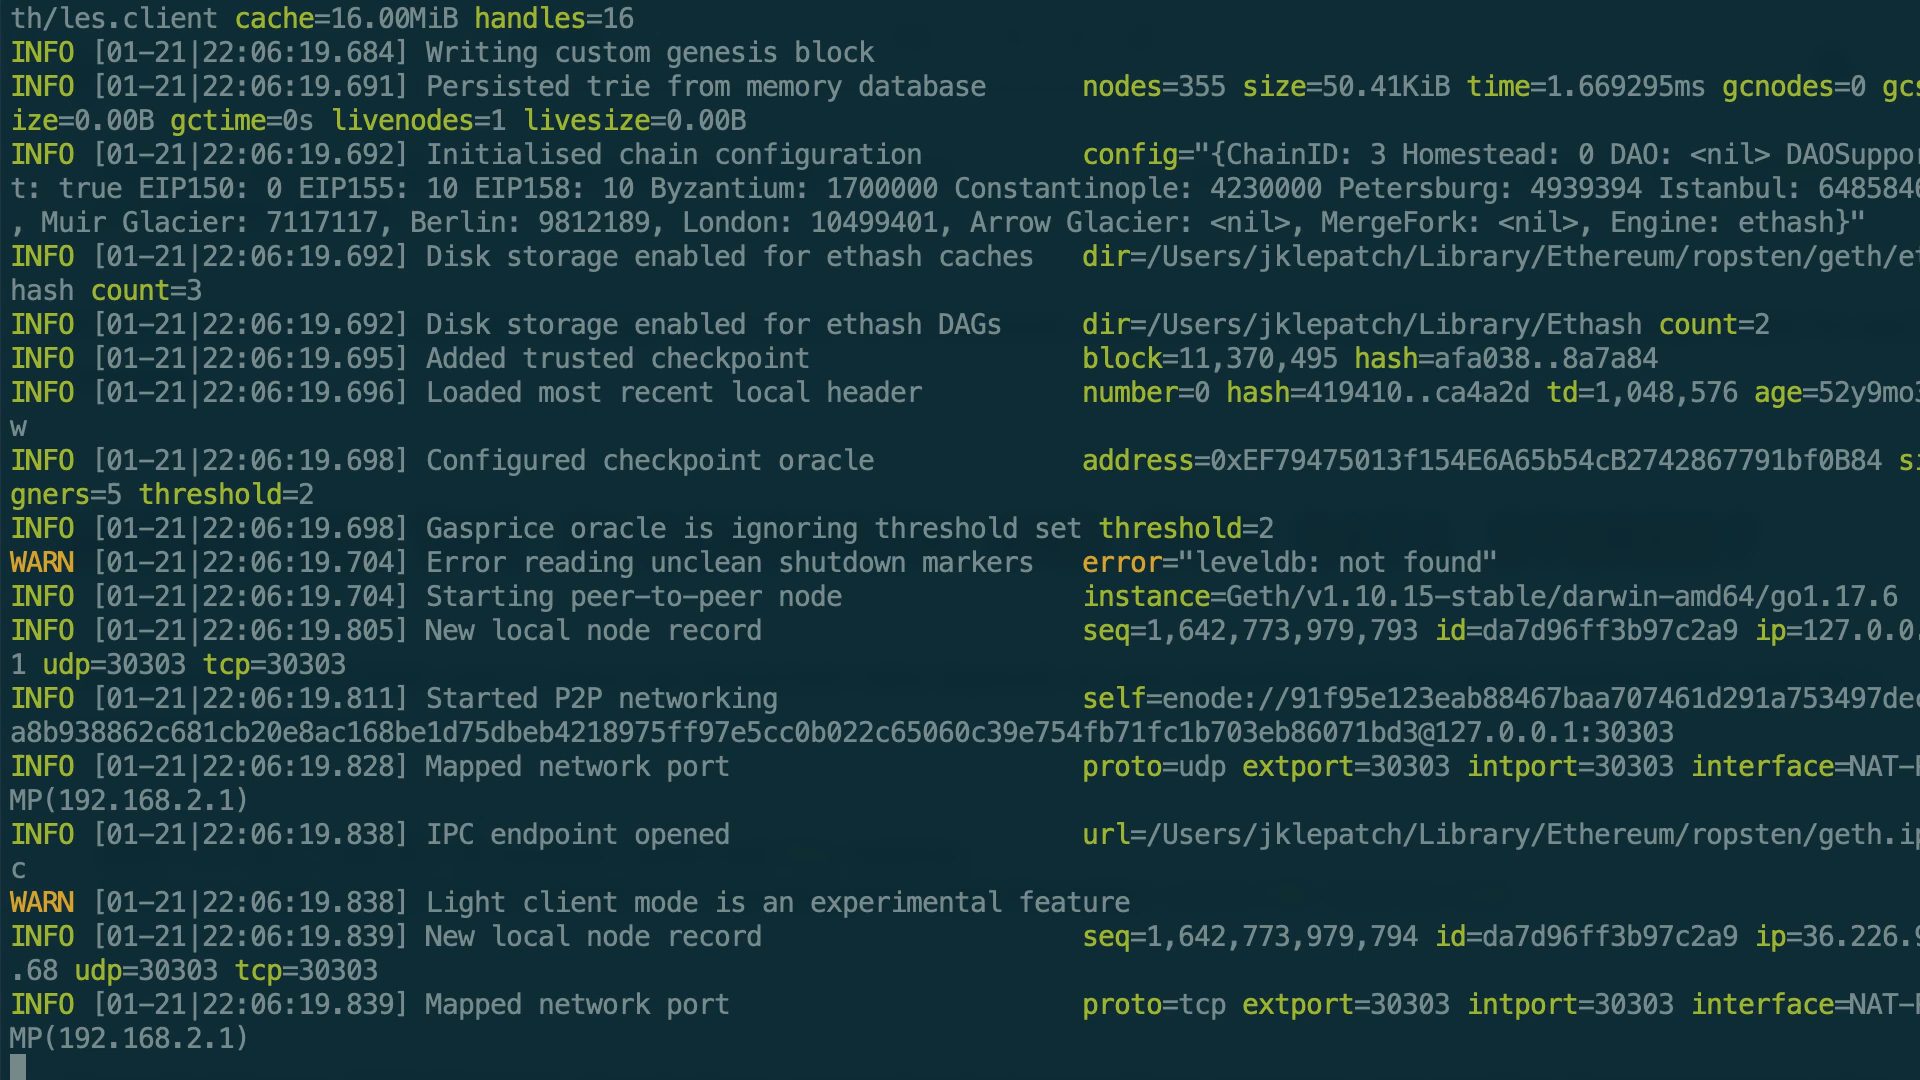 th/les.client cache=16.00MiB handles=16
INFO [01-21|22:06:19.684] Writing custom genesis block
INFO [01-21|22:06:19.691] Persisted trie from memory database nodes=355 size=50.41KiB time=1.669295ms gcnodes=0 gcs
ize=0.00B gctime=0s livenodes=1 livesize=0.00B
INFO [01-21|22:06:19.692] Initialised chain configuration config="{ChainID: 3 Homestead: 0 DAO: <nil> DAOSuppor
t: true EIP150: 0 EIP155: 10 EIP158: 10 Byzantium: 1700000 Constantinople: 4230000 Petersburg: 4939394 Istanbul: 6485846
, Muir Glacier: 7117117, Berlin: 9812189, London: 10499401, Arrow Glacier: <nil>, MergeFork: <nil>, Engine: ethash}"
INFO [01-21|22:06:19.692] Disk storage enabled for ethash caches dir=/Users/jklepatch/Library/Ethereum/ropsten/geth/et
hash count=3
INFO [01-21|22:06:19.692] Disk storage enabled for ethash DAGs dir=/Users/jklepatch/Library/Ethash count=2
INFO [01-21|22:06:19.695] Added trusted checkpoint block=11,370,495 hash=afa038..8a7a84
INFO [01-21|22:06:19.696] Loaded most recent local header number=0 hash=419410..ca4a2d td=1,048,576 age=52y9mo3
w
INFO [01-21|22:06:19.698] Configured checkpoint oracle address=0xEF79475013f154E6A65b54cB2742867791bf0B84 si
gners=5 threshold=2
INFO [01-21|22:06:19.698] Gasprice oracle is ignoring threshold set threshold=2
WARN [01-21|22:06:19.704] Error reading unclean shutdown markers error="leveldb: not found"
INFO [01-21|22:06:19.704] Starting peer-to-peer node instance=Geth/v1.10.15-stable/darwin-amd64/go1.17.6
INFO [01-21|22:06:19.805] New local node record seq=1,642,773,979,793 id=da7d96ff3b97c2a9 ip=127.0.0.
1 udp=30303 tcp=30303
INFO [01-21|22:06:19.811] Started P2P networking self=enode://91f95e123eab88467baa707461d291a753497dec
a8b938862c681cb20e8ac168be1d75dbeb4218975ff97e5cc0b022c65060c39e754fb71fc1b703eb86071bd3@127.0.0.1:30303
INFO [01-21|22:06:19.828] Mapped network port proto=udp extport=30303 intport=30303 interface=NAT-P
MP(192.168.2.1)
INFO [01-21|22:06:19.838] IPC endpoint opened url=/Users/jklepatch/Library/Ethereum/ropsten/geth.ip
c
WARN [01-21|22:06:19.838] Light client mode is an experimental feature
INFO [01-21|22:06:19.839] New local node record seq=1,642,773,979,794 id=da7d96ff3b97c2a9 ip=36.226.9
.68 udp=30303 tcp=30303
INFO [01-21|22:06:19.839] Mapped network port proto=tcp extport=30303 intport=30303 interface=NAT-P
MP(192.168.2.1)